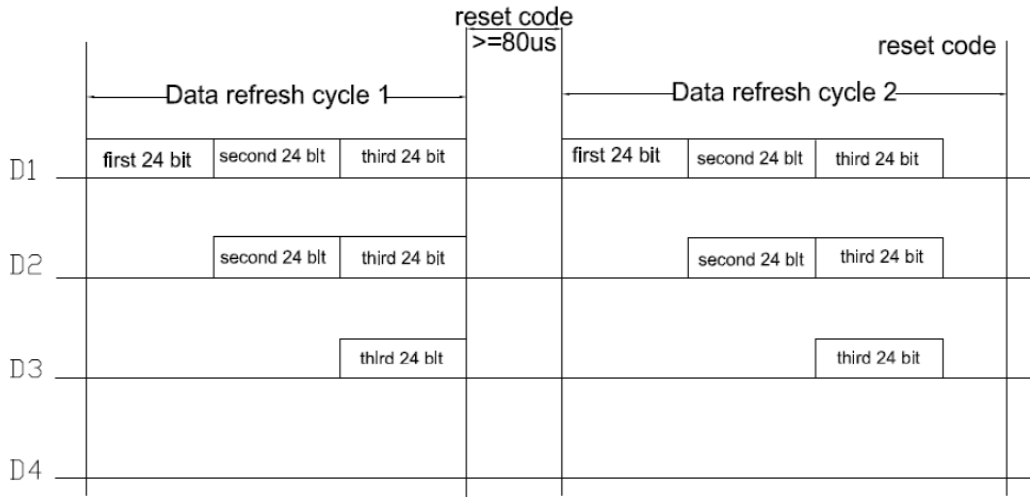 reset code
>=80us
reset code
Data refresh cycle 1
Data refresh cycle 2
D1 first 24 bit second 24 blt third 24 bit first 24 bit second 24 blt third 24 bit
D2 second 24 blt third 24 bit second 24 blt third 24 bit
D3 thlrd 24 blt third 24 bit
D4